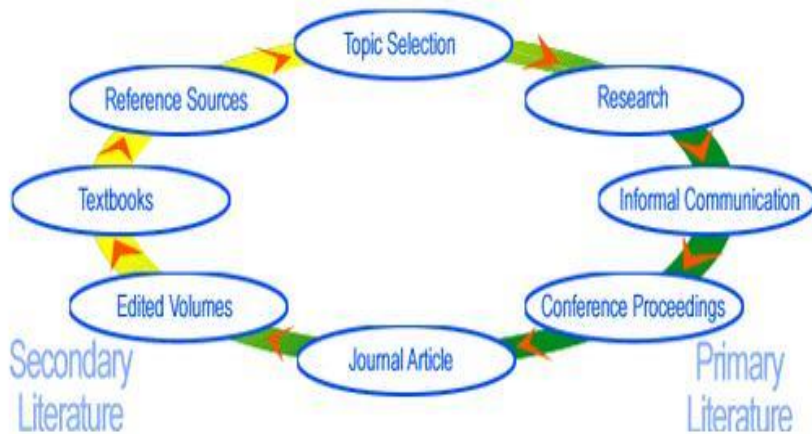 Topic Selection
Reference Sources
Research
Textbooks
Informal Communication
Edited Volumes
Conference Proceedings
Journal Article
Secondary
Literature
Primary
Literature